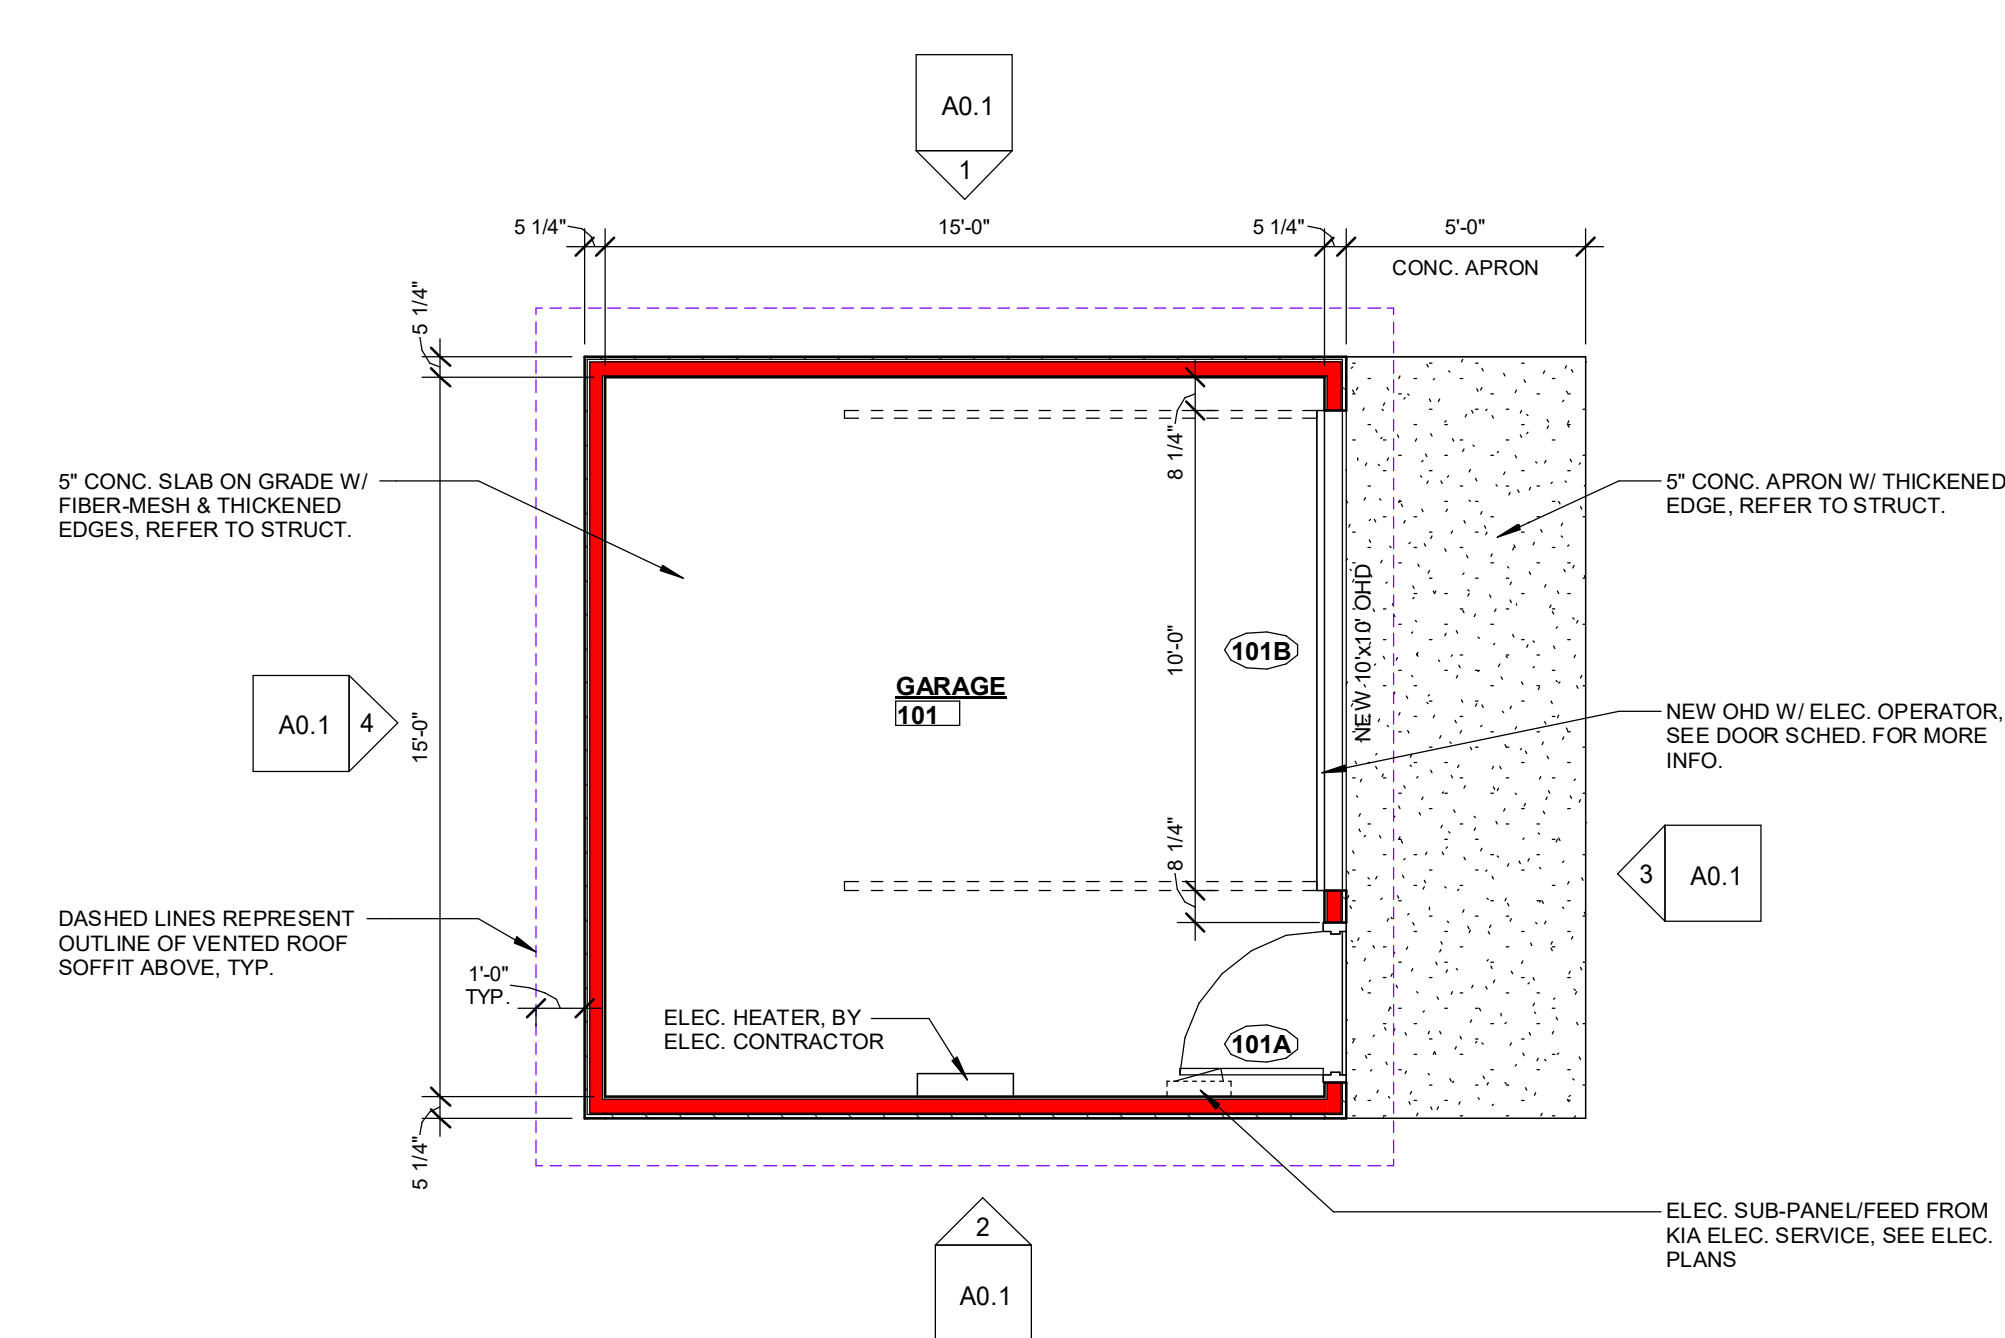 A0.1
1
5 1/4"
15'-0"
5 1/4"
5'-0"
CONC. APRON
5 1/4"
8 1/4"
5" CONC. SLAB ON GRADE W/
FIBER-MESH & THICKENED
EDGES, REFER TO STRUCT.
5" CONC. APRON W/ THICKENED
EDGE, REFER TO STRUCT.
NEW 10'x10' OHD
10'-0"
101B
GARAGE
101
A0.1
4
15'-0"
NEW OHD W/ ELEC. OPERATOR,
SEE DOOR SCHED. FOR MORE
INFO.
8 1/4"
3
A0.1
DASHED LINES REPRESENT
OUTLINE OF VENTED ROOF
SOFFIT ABOVE, TYP.
1'-0"
TYP.
ELEC. HEATER, BY
ELEC. CONTRACTOR
101A
5 1/4"
2
A0.1
ELEC. SUB-PANEL/FEED FROM
KIA ELEC. SERVICE, SEE ELEC.
PLANS